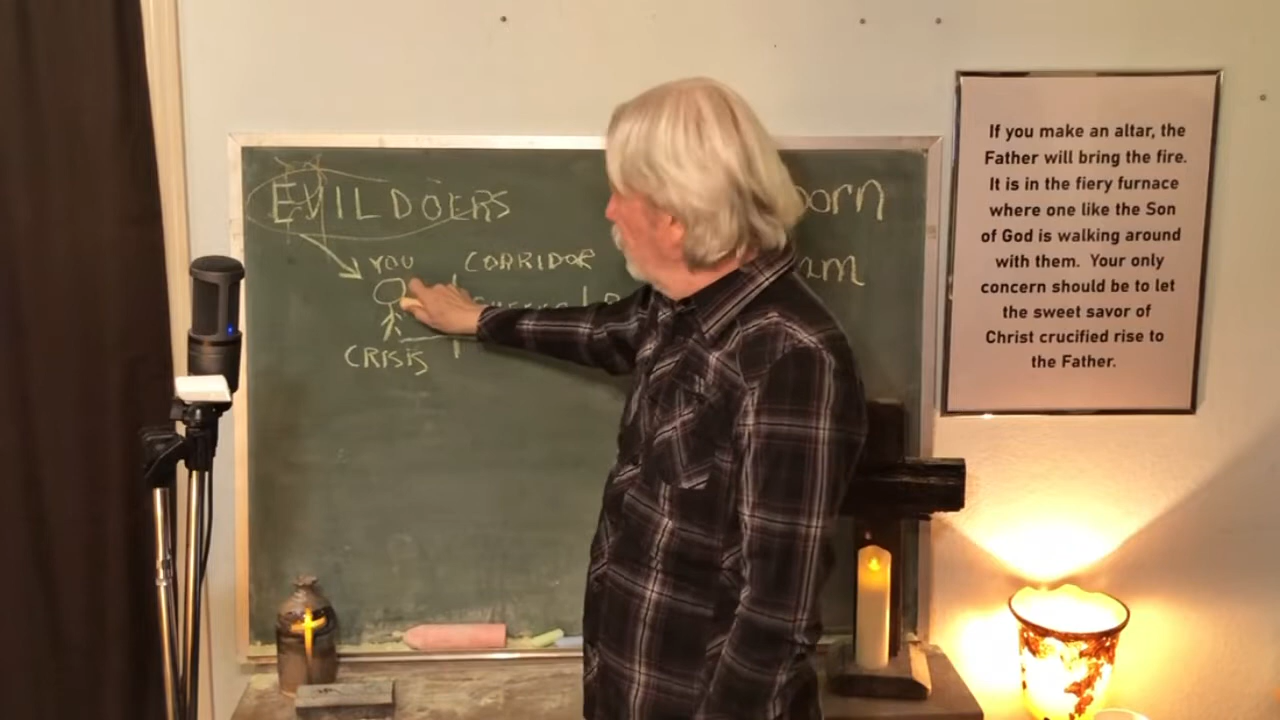 EVILDOERS
YOU CORRIDOR
CRISIS
If you make an altar, the
Father will bring the fire.
It is in the fiery furnace
where one like the Son
of God is walking around
with them. Your only
concern should be to let
the sweet savor of
Christ crucified rise to
the Father.